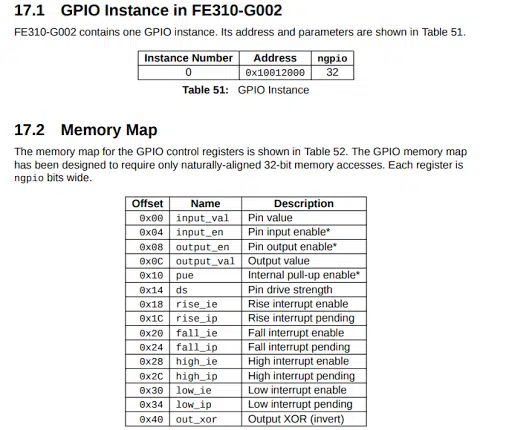 17.1 GPIO Instance in FE310-G002
FE310-G002 contains one GPIO instance. Its address and parameters are shown in Table 51.
Instance Number Address ngpio
0 0x10012000 32
Table 51: GPIO Instance
17.2 Memory Map
The memory map for the GPIO control registers is shown in Table 52. The GPIO memory map
has been designed to require only naturally-aligned 32-bit memory accesses. Each register is
ngpio bits wide.
Offset Name Description
0x00 input_val Pin value
0x04 input_en Pin input enable*
0x08 output_en Pin output enable*
0x0C output_val Output value
0x10 pue Internal pull-up enable*
0x14 ds Pin drive strength
0x18 rise_ie Rise interrupt enable
0x1C rise_ip Rise interrupt pending
0x20 fall_ie Fall interrupt enable
0x24 fall_ip Fall interrupt pending
0x28 high_ie High interrupt enable
0x2C high_ip High interrupt pending
0x30 low_ie Low interrupt enable
0x34 low_ip Low interrupt pending
0x40 out_xor Output XOR (invert)